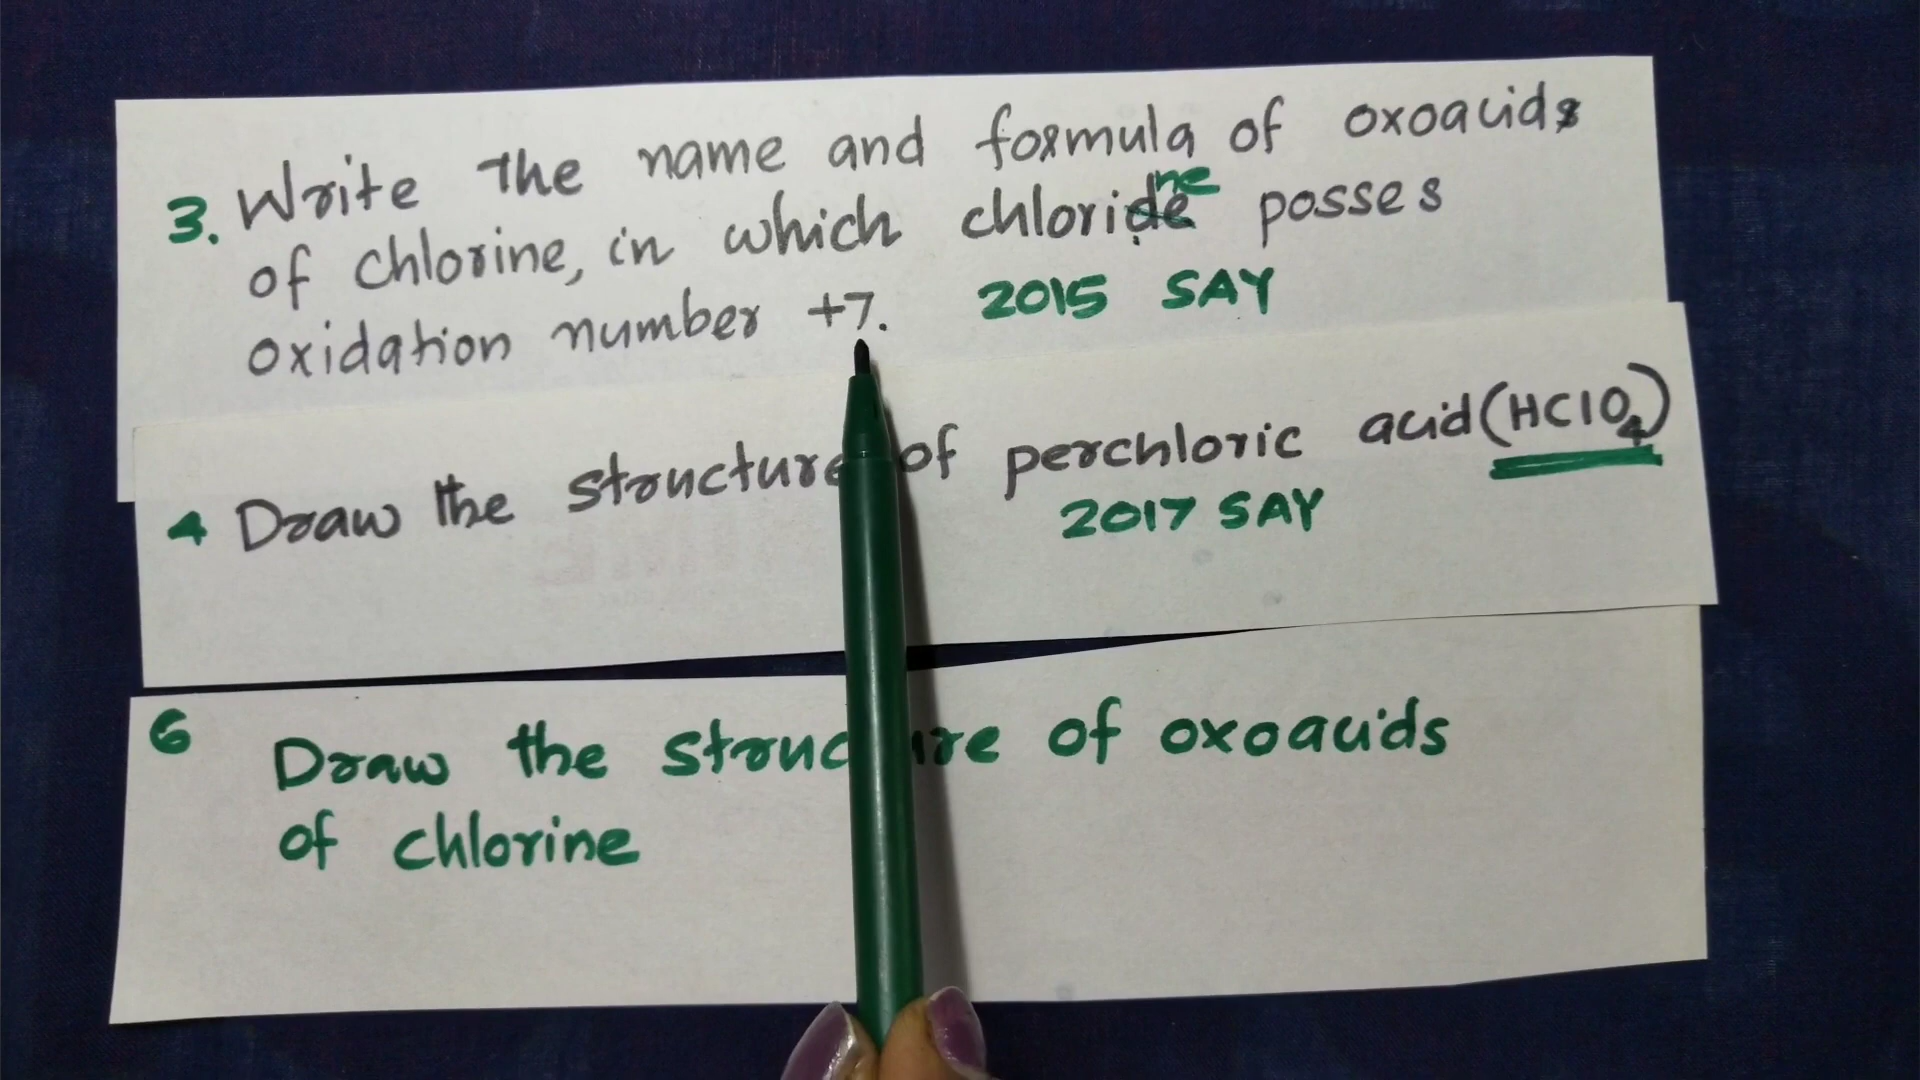 3. Write the name and formula of oxoacids
of chlorine, in which chloride ne posses
oxidation number +7. 2015 SAY
4 Draw the structure of perchloric acid (HClO4)
2017 SAY
6 Draw the of oxoacids
of chlorine